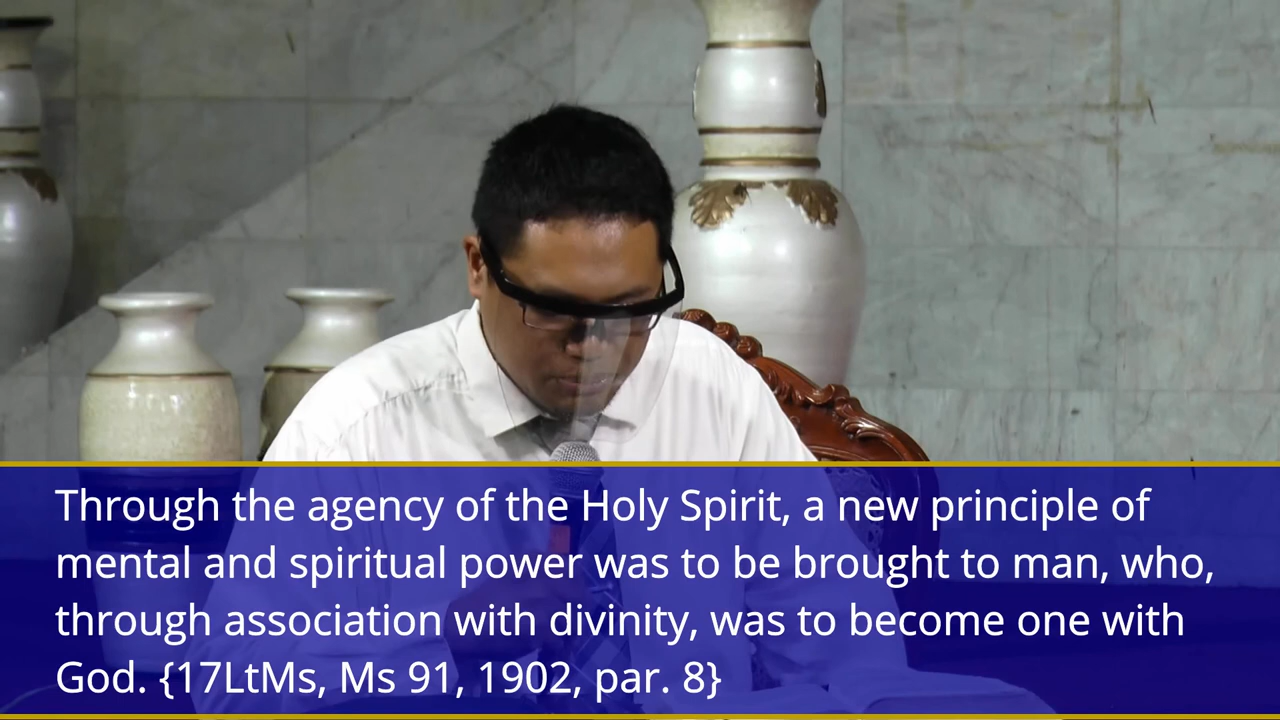 Through the agency of the Holy Spirit, a new principle of
mental and spiritual power was to be brought to man, who,
through association with divinity, was to become one with
God. {17LtMs, Ms 91, 1902, par. 8}